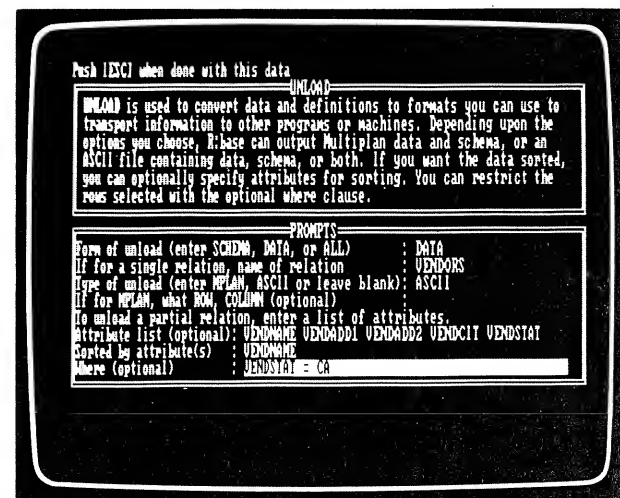 Push [ESC] when done with this data
UNLOAD
UNLOAD is used to convert data and definitions to formats you can use to
transport information to other programs or machines. Depending upon the
options you choose, R:base can output Multiplan data and schema, or an
ASCII file containing data, schema, or both. If you want the data sorted,
you can optionally specify attributes for sorting. You can restrict the
rows selected with the optional where clause.
PROMPTS
Form of unload (enter SCHEMA, DATA, or ALL) : DATA
If for a single relation, name of relation : VENDORS
Type of unload (enter MPLAN, ASCII or leave blank): ASCII
If for MPLAN, what ROW, COLUMN (optional) :
To unload a partial relation, enter a list of attributes.
Attribute list (optional): VENDNAME VENDADD1 VENDADD2 VENDCIT VENDSTAT
Sorted by attribute(s) : VENDNAME
Where (optional) : VENDSTAT = CA